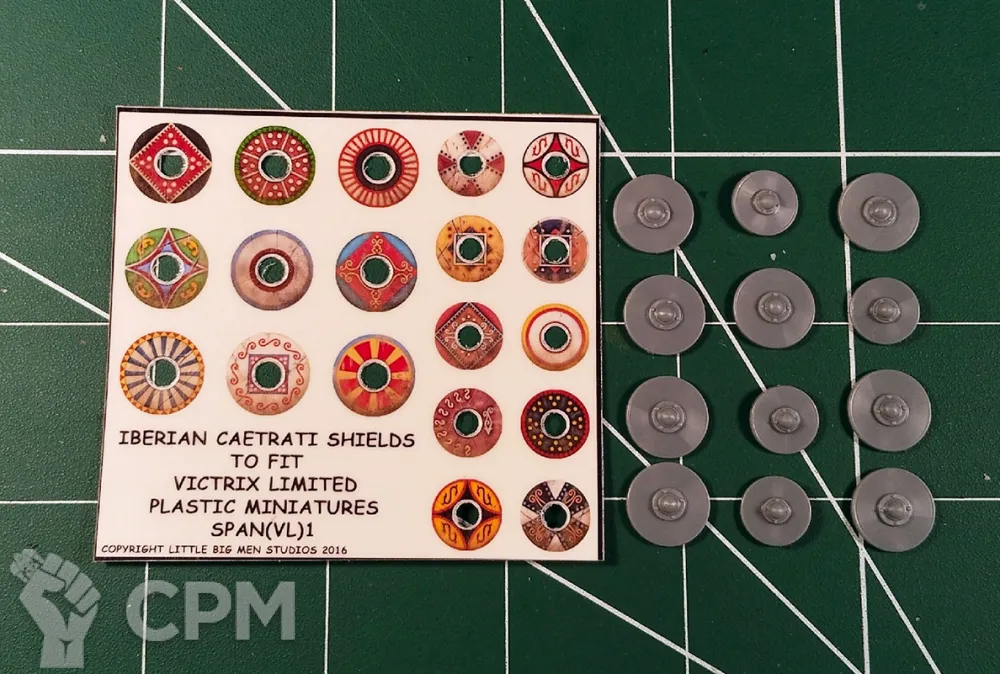 IBERIAN CAETRATI SHIELDS
TO FIT
VICTRIX LIMITED
PLASTIC MINIATURES
SPAN(VL)1
COPYRIGHT LITTLE BIG MEN STUDIOS 2016
CPM